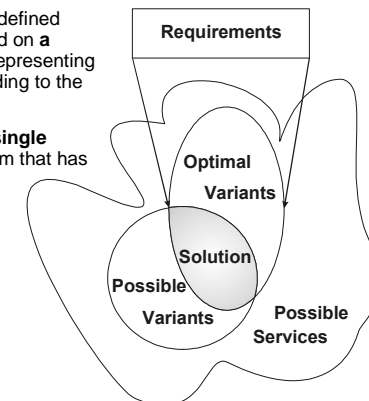 defined
d on a
epresenting
ding to the
single
m that has
Requirements
Optimal
Variants
Solution
Possible
Variants
Possible
Services